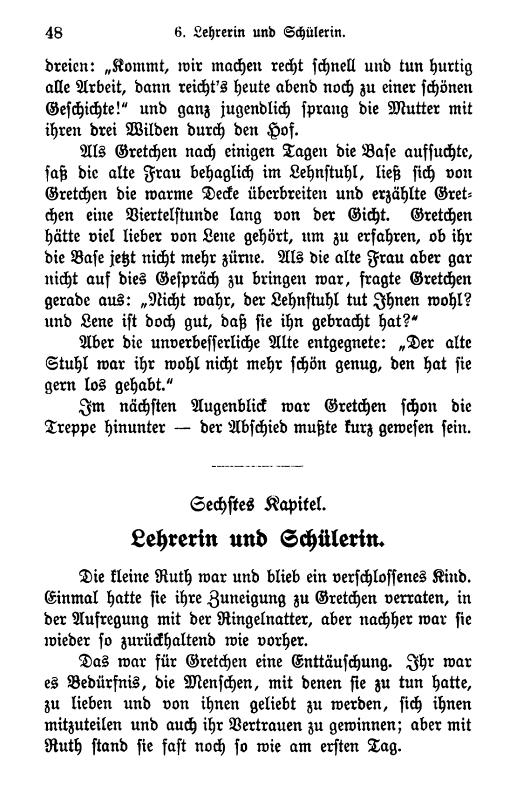 48
6. Lehrerin und Schülerin.
dreien: „Kommt, wir machen recht schnell und tun hurtig
alle Arbeit, dann reicht's heute abend noch zu einer schönen
Geschichte!“ und ganz jugendlich sprang die Mutter mit
ihren drei Wilden durch den Hof.
Als Gretchen nach einigen Tagen die Base aufsuchte,
saß die alte Frau behaglich im Lehnstuhl, ließ sich von
Gretchen die warme Decke überbreiten und erzählte Gret-
chen eine Viertelstunde lang von der Gicht. Gretchen
hätte viel lieber von Lene gehört, um zu erfahren, ob ihr
die Base jetzt nicht mehr zürne. Als die alte Frau aber gar
nicht auf dies Gespräch zu bringen war, fragte Gretchen
gerade aus: „Nicht wahr, der Lehnstuhl tut Ihnen wohl?
und Lene ist doch gut, daß sie ihn gebracht hat?“
Aber die unverbesserliche Alte entgegnete: „Der alte
Stuhl war ihr wohl nicht mehr schön genug, den hat sie
gern los gehabt.“
Im nächsten Augenblick war Gretchen schon die
Treppe hinunter — der Abschied mußte kurz gewesen sein.
Sechstes Kapitel.
Lehrerin und Schülerin.
Die kleine Ruth war und blieb ein verschlossenes Kind.
Einmal hatte sie ihre Zuneigung zu Gretchen verraten, in
der Aufregung mit der Ringelnatter, aber nachher war sie
wieder so zurückhaltend wie vorher.
Das war für Gretchen eine Enttäuschung. Ihr war
es Bedürfnis, die Menschen, mit denen sie zu tun hatte,
zu lieben und von ihnen geliebt zu werden, sich ihnen
mitzuteilen und auch ihr Vertrauen zu gewinnen; aber mit
Ruth stand sie fast noch so wie am ersten Tag.